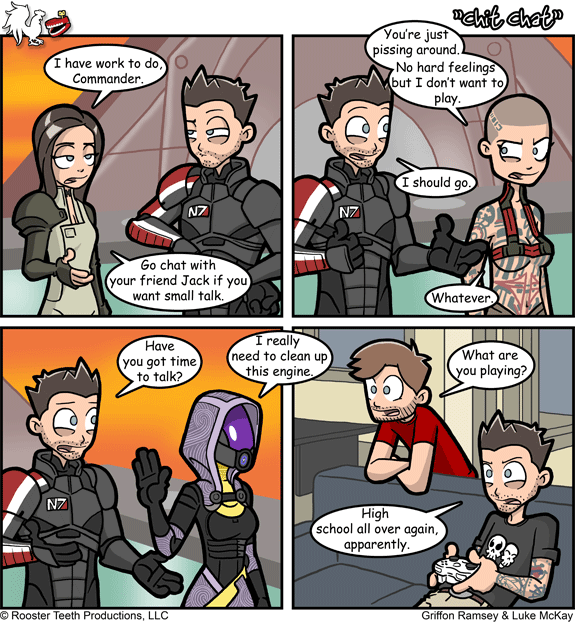 "chit chat"
I have work to do,
Commander.
N7
Go chat with
your friend Jack if you
want small talk.
You're just
pissing around.
No hard feelings
but I don't want to
play.
I should go.
N7
Whatever.
Have
you got time
to talk?
I really
need to clean up
this engine.
N7
What are
you playing?
High
school all over again,
apparently.
© Rooster Teeth Productions, LLC
Griffon Ramsey & Luke McKay